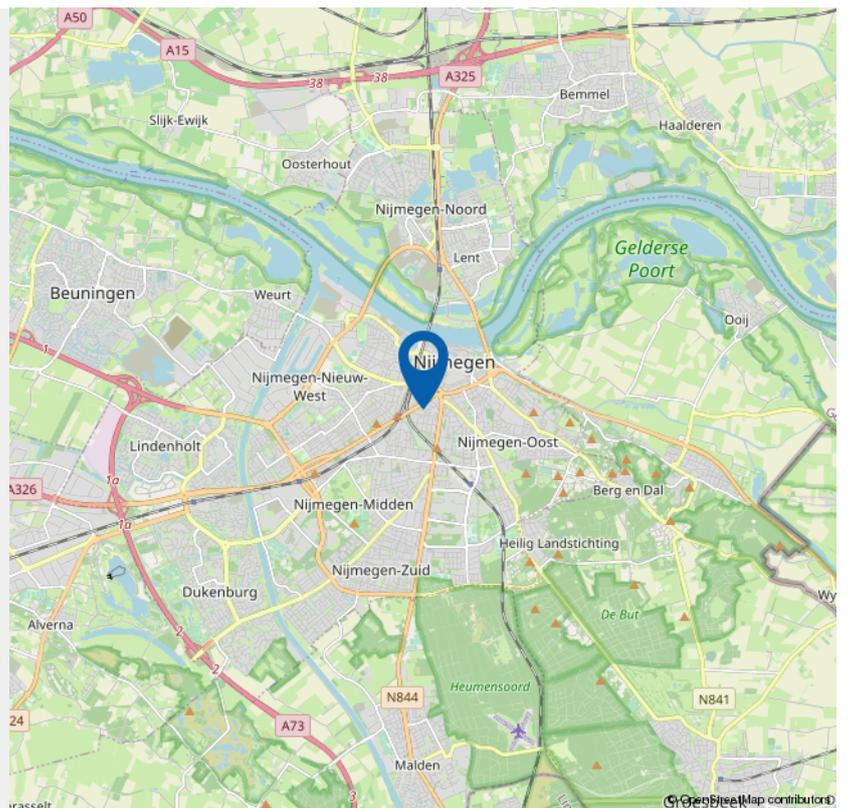 A50
A15
38
38
A325
Bemmel
Slijk-Ewijk
Haalderen
Oosterhout
Nijmegen-Noord
Lent
Gelderse
Poort
Beuningen
Weurt
Ooij
1
Nijmegen
Nijmegen-Nieuw-
West
Lindenholt
Nijmegen-Oost
1a
A326
Berg en Dal
1a
Nijmegen-Midden
Heilig Landstichting
Nijmegen-Zuid
Dukenburg
De But
Wy
Alverna
2
2
Heumensoord
N844
N841
24
A73
Malden
3
© OpenStreetMap contributors
Groesbeek